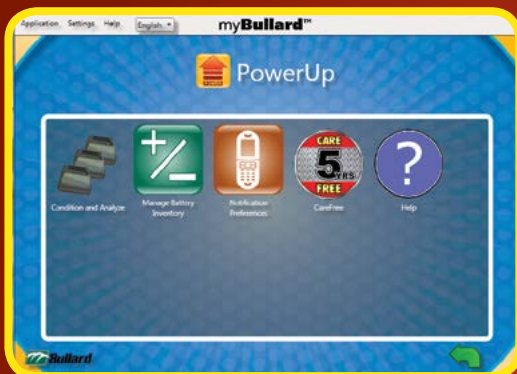 Application Settings Help English
myBullard™
PowerUp
+/-
CARE
5
YRS
FREE
?
Condition and Analyze
Manage Battery
Inventory
Notification
Preferences
CareFree
Help
Bullard